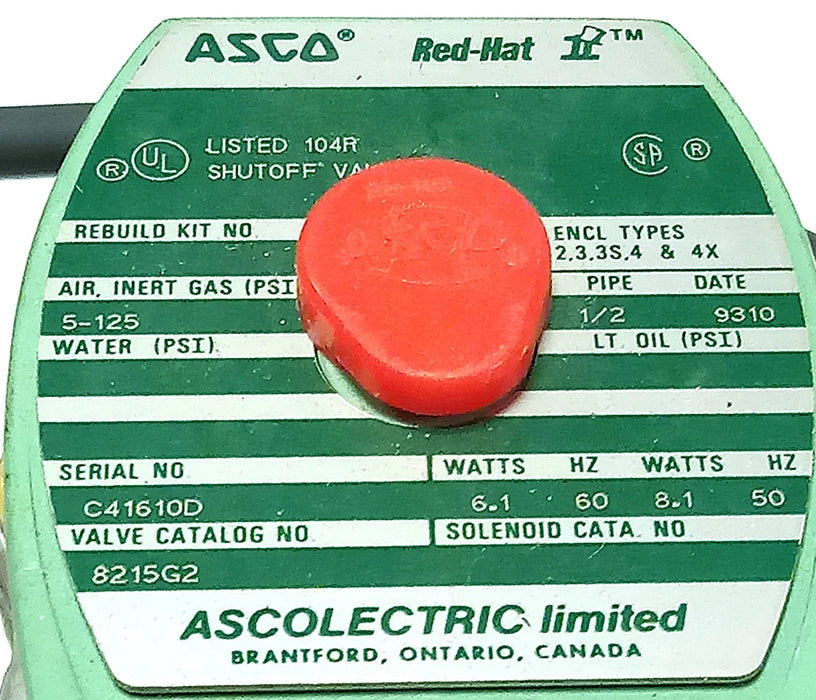 ASCO® Red-Hat II™
UL® LISTED 104R SA®
SHUTOFF
REBUILD KIT NO ENCL TYPES
2,3,3S,4 & 4X
AIR, INERT GAS (PSI PIPE DATE
5-125 1/2 9310
WATER (PSI) LT. OIL (PSI)
SERIAL NO WATTS HZ WATTS HZ
C41610D 6.1 60 8.1 50
VALVE CATALOG NO SOLENOID CATA. NO
8215G2
ASCOLECTRIC limited
BRANTFORD, ONTARIO, CANADA